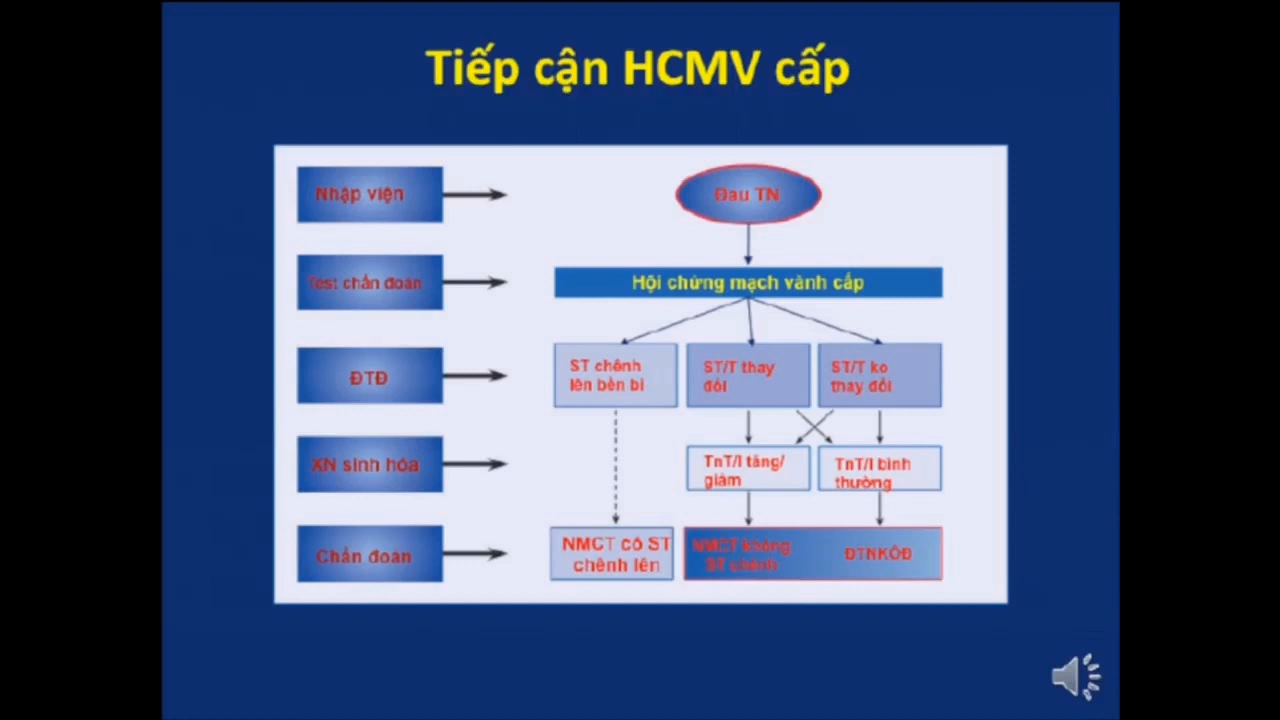 Tiếp cận HCMV cấp
Nhập viện
Đau TN
Test chẩn đoán
Hội chứng mạch vành cấp
ĐTĐ
ST chênh
lên bền bỉ
ST/T thay
đổi
ST/T ko
thay đổi
XN sinh hóa
TnT/I tăng/
giảm
TnT/I bình
thường
Chẩn đoán
NMCT có ST
chênh lên
NMCT không
ST chênh
ĐTNKÔĐ